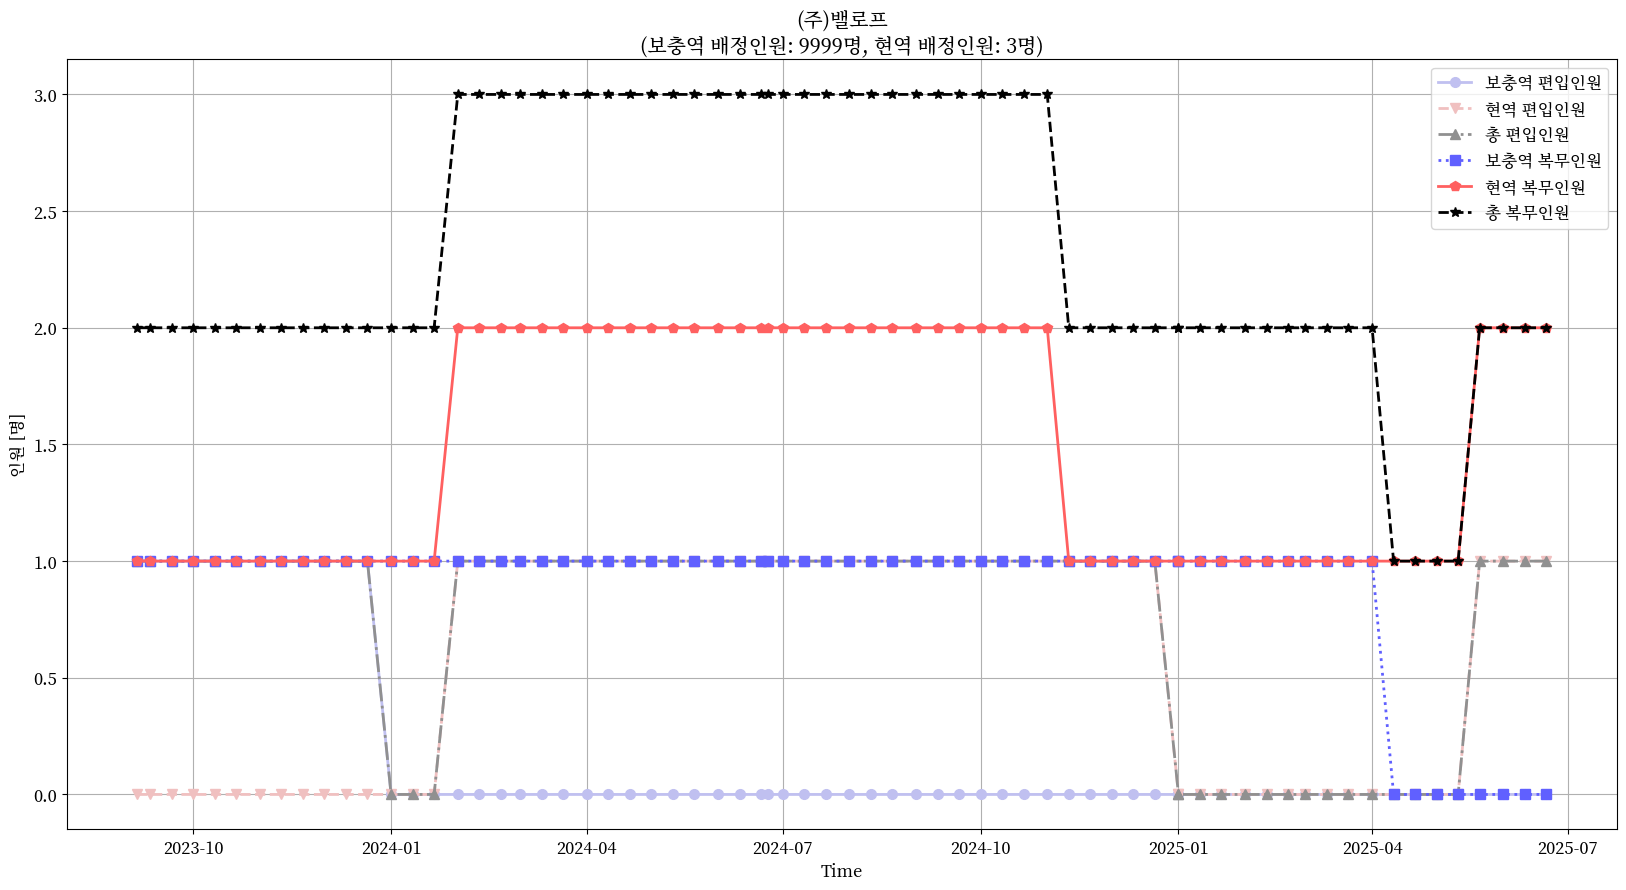 (주)밸로프
(보충역 배정인원: 9999명, 현역 배정인원: 3명)
보충역 편입인원
현역 편입인원
총 편입인원
보충역 복무인원
현역 복무인원
총 복무인원
인원 [명]
3.0
2.5
2.0
1.5
1.0
0.5
0.0
2023-10
2024-01
2024-04
2024-07
2024-10
2025-01
2025-04
2025-07
Time